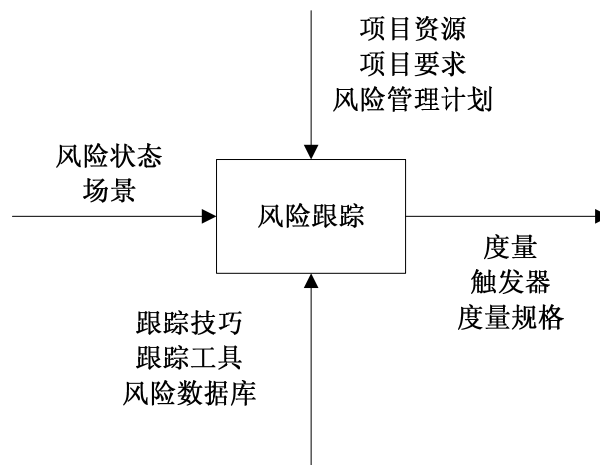 项目资源
项目要求
风险管理计划
风险状态
场景
风险跟踪
度量
触发器
度量规格
跟踪技巧
跟踪工具
风险数据库